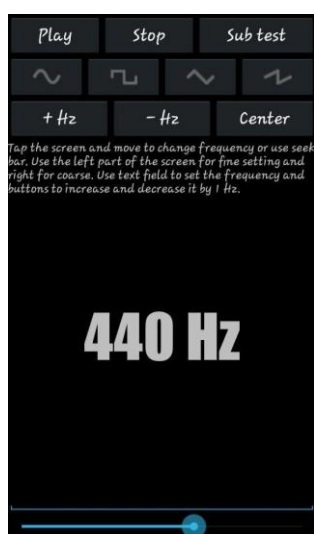 Play Stop Sub test
+ Hz - Hz Center
Tap the screen and move to change frequency or use seek
bar. Use the left part of the screen for fine setting and
right for coarse. Use text field to set the frequency and
buttons to increase and decrease it by 1 Hz.
440 Hz